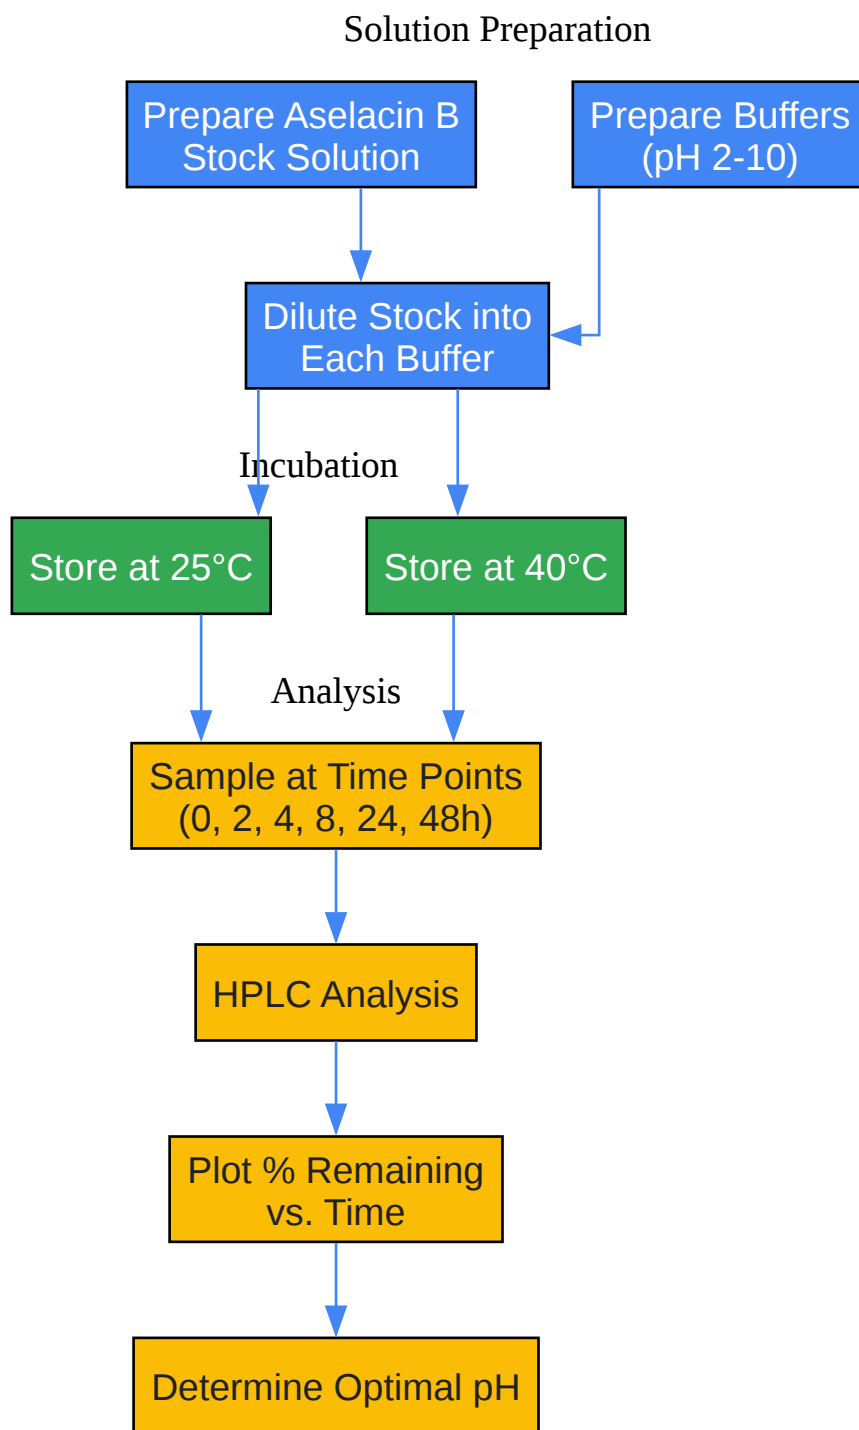 Solution Preparation
Prepare Aselacin B
Stock Solution
Prepare Buffers
(pH 2-10)
Dilute Stock into
Each Buffer
Incubation
Store at 25°C
Store at 40°C
Analysis
Sample at Time Points
(0, 2, 4, 8, 24, 48h)
HPLC Analysis
Plot % Remaining
vs. Time
Determine Optimal pH